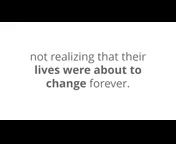 not realizing that their
lives were about to
change forever.